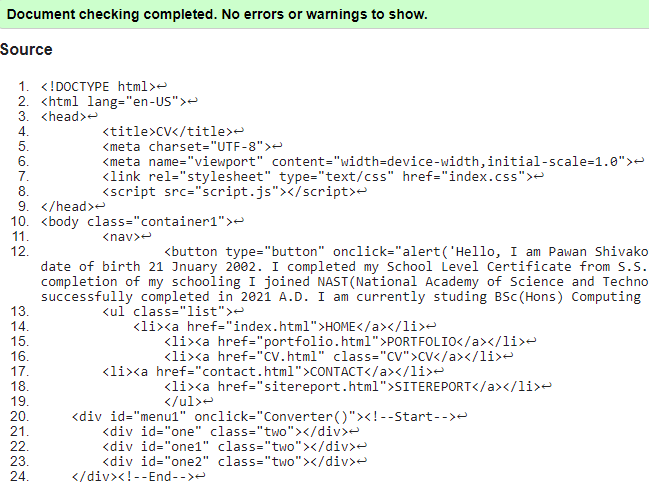 Document checking completed. No errors or warnings to show.
Source
1. <!DOCTYPE html>↩
2. <html lang="en-US">↩
3. <head>↩
4. <title>CV</title>↩
5. <meta charset="UTF-8">↩
6. <meta name="viewport" content="width=device-width,initial-scale=1.0">↩
7. <link rel="stylesheet" type="text/css" href="index.css">↩
8. <script src="script.js"></script>↩
9. </head>↩
10. <body class="container1">↩
11. <nav>↩
12. <button type="button" onclick="alert('Hello, I am Pawan Shivako
date of birth 21 Jnuary 2002. I completed my School Level Certificate from S.S.
completion of my schooling I joined NAST(National Academy of Science and Techno
successfully completed in 2021 A.D. I am currently studing BSc(Hons) Computing
13. <ul class="list">↩
14. <li><a href="index.html">HOME</a></li>↩
15. <li><a href="portfolio.html">PORTFOLIO</a></li>↩
16. <li><a href="CV.html" class="CV">CV</a></li>↩
17. <li><a href="contact.html">CONTACT</a></li>↩
18. <li><a href="sitereport.html">SITEREPORT</a></li>↩
19. </ul>↩
20. <div id="menu1" onclick="Converter()"><!--Start-->↩
21. <div id="one" class="two"></div>↩
22. <div id="one1" class="two"></div>↩
23. <div id="one2" class="two"></div>↩
24. </div><!--End-->↩